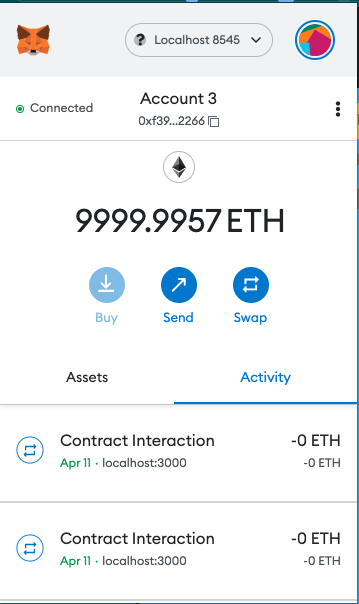 ? Localhost 8545
Connected
Account 3
0xf39...2266
9999.9957 ETH
Buy
Send
Swap
Assets
Activity
Contract Interaction
-0 ETH
Apr 11 · localhost:3000
-0 ETH
Contract Interaction
-0 ETH
Apr 11 · localhost:3000
-0 ETH